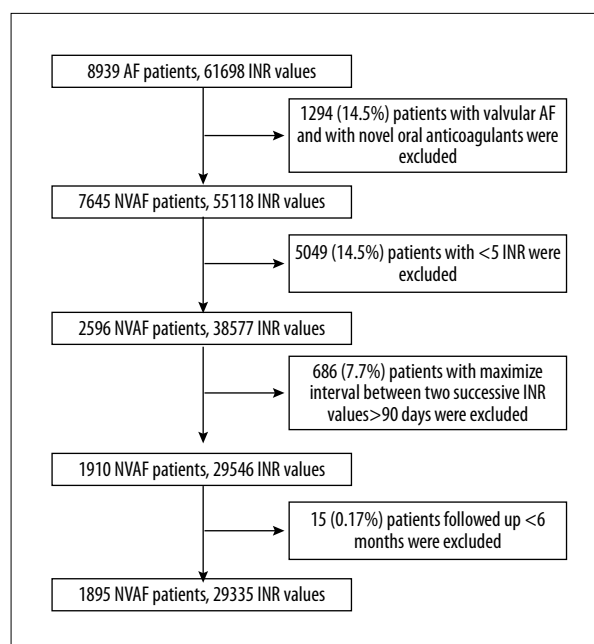 8939 AF patients, 61698 INR values
1294 (14.5%) patients with valvular AF
and with novel oral anticoagulants were
excluded
7645 NVAF patients, 55118 INR values
5049 (14.5%) patients with <5 INR were
excluded
2596 NVAF patients, 38577 INR values
686 (7.7%) patients with maximize
interval between two successive INR
values>90 days were excluded
1910 NVAF patients, 29546 INR values
15 (0.17%) patients followed up <6
months were excluded
1895 NVAF patients, 29335 INR values